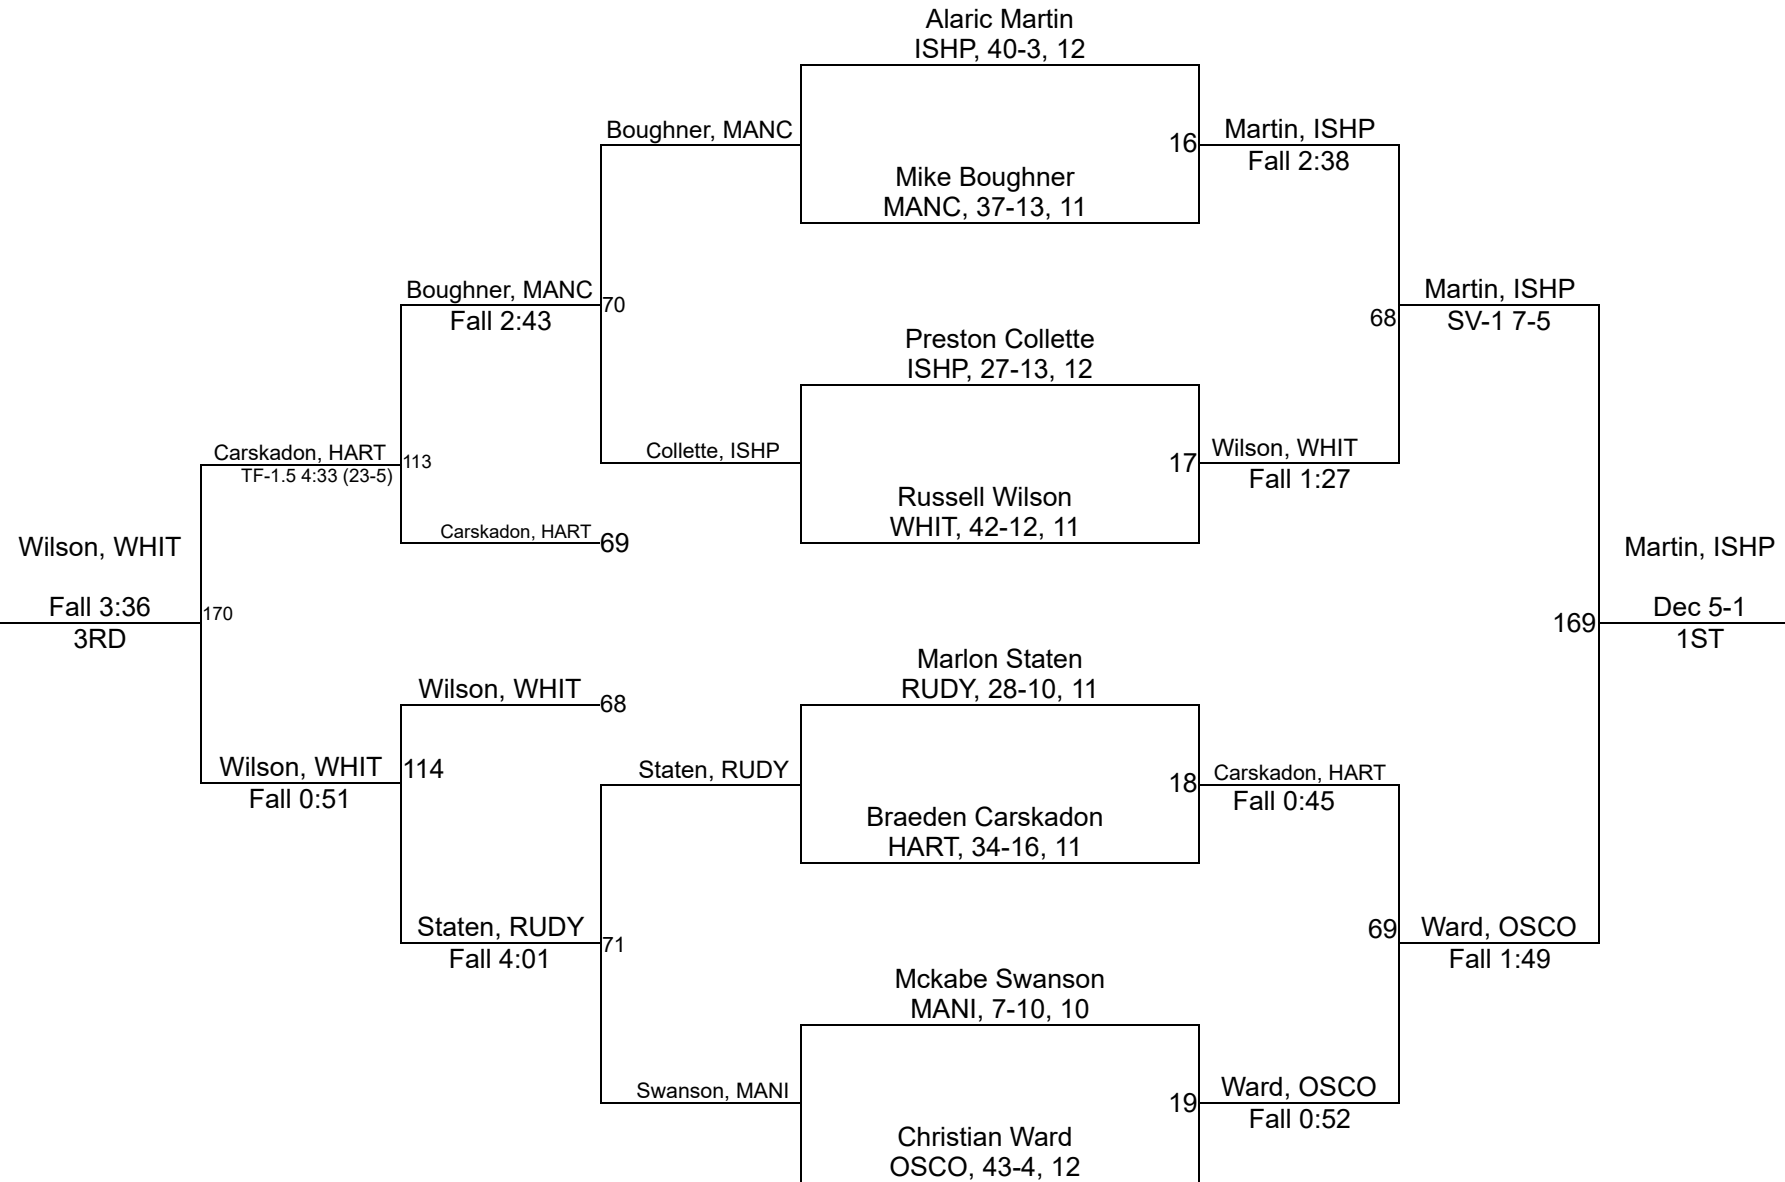 Alaric Martin
ISHP, 40-3, 12
Boughner, MANC
16
Martin, ISHP
Fall 2:38
Mike Boughner
MANC, 37-13, 11
Boughner, MANC
Fall 2:43
70
Martin, ISHP
SV-1 7-5
68
Preston Collette
ISHP, 27-13, 12
Carskadon, HART
TF-1.5 4:33 (23-5)
113
Collette, ISHP
17
Wilson, WHIT
Fall 1:27
Russell Wilson
WHIT, 42-12, 11
Carskadon, HART
69
Wilson, WHIT
Fall 3:36
3RD
170
Martin, ISHP
Dec 5-1
1ST
169
Marlon Staten
RUDY, 28-10, 11
Wilson, WHIT
68
Wilson, WHIT
Fall 0:51
114
Staten, RUDY
18
Carskadon, HART
Fall 0:45
Braeden Carskadon
HART, 34-16, 11
Staten, RUDY
Fall 4:01
71
69
Ward, OSCO
Fall 1:49
Mckabe Swanson
MANI, 7-10, 10
Swanson, MANI
19
Ward, OSCO
Fall 0:52
Christian Ward
OSCO, 43-4, 12